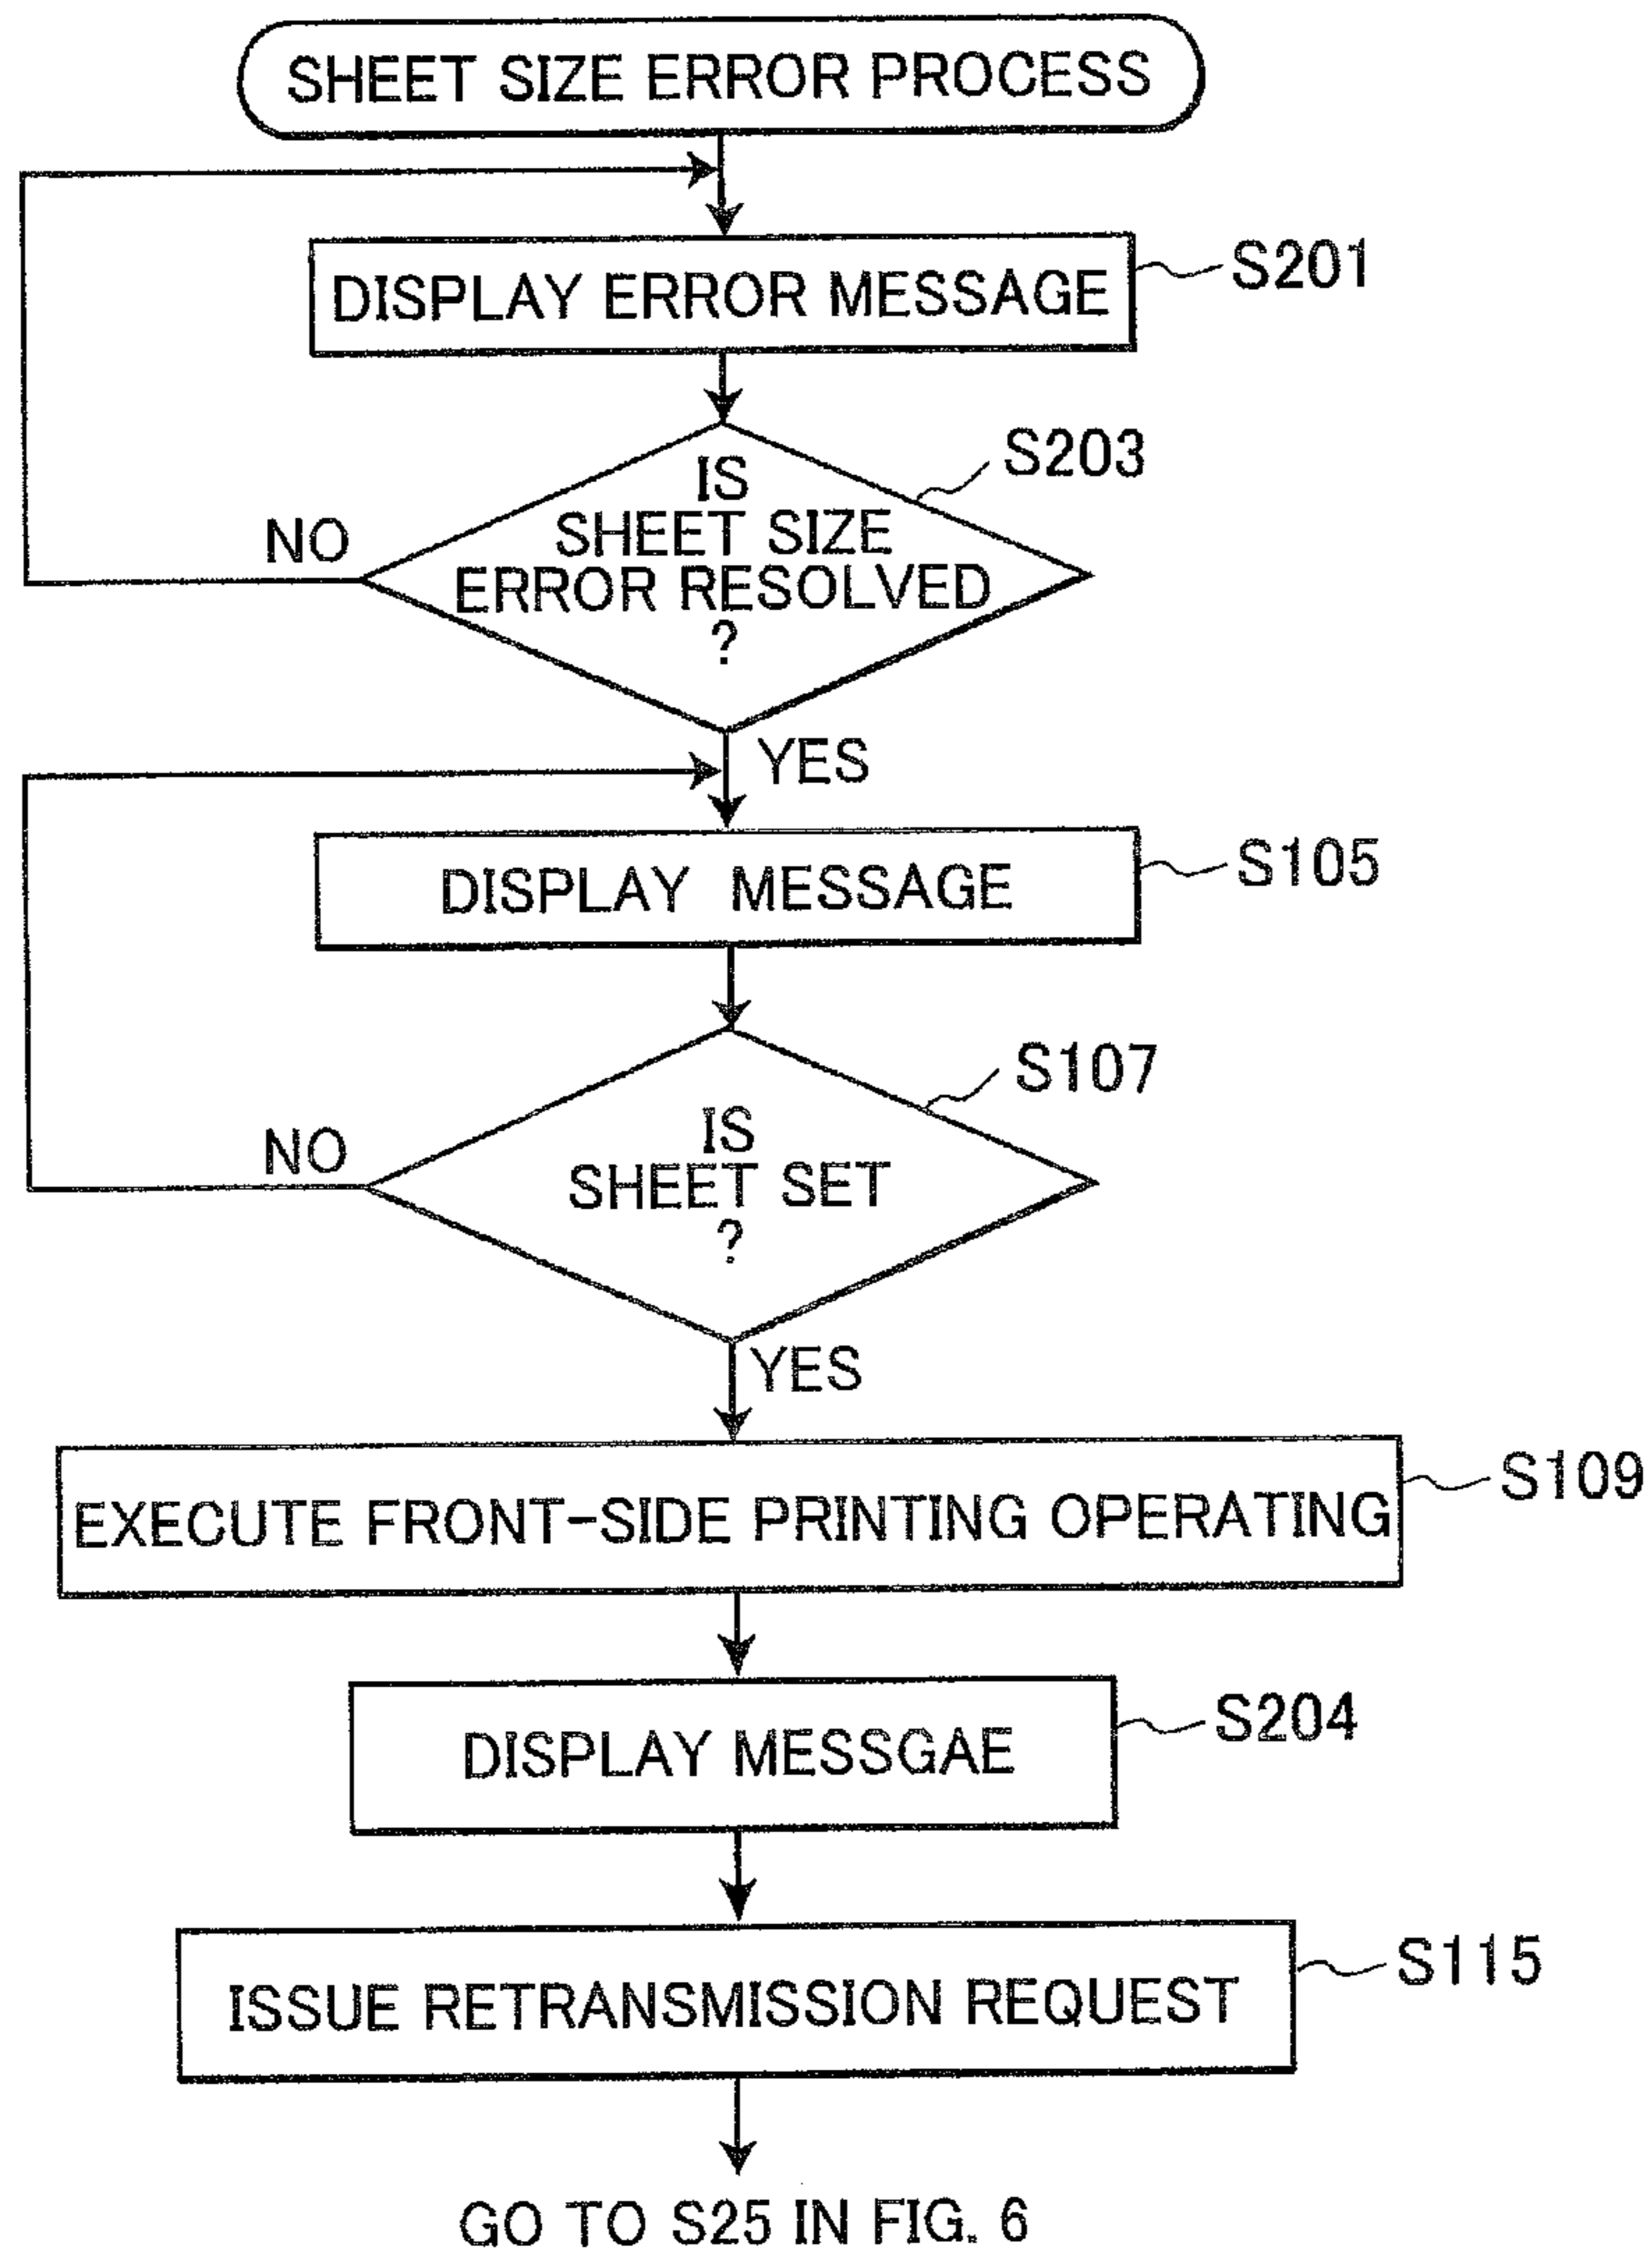 SHEET SIZE ERROR PROCESS
DISPLAY ERROR MESSAGE
S201
IS
SHEET SIZE
ERROR RESOLVED
?
S203
NO
YES
DISPLAY MESSAGE
S105
IS
SHEET SET
?
S107
NO
YES
EXECUTE FRONT-SIDE PRINTING OPERATING
S109
DISPLAY MESSGAE
S204
ISSUE RETRANSMISSION REQUEST
S115
GO TO S25 IN FIG. 6